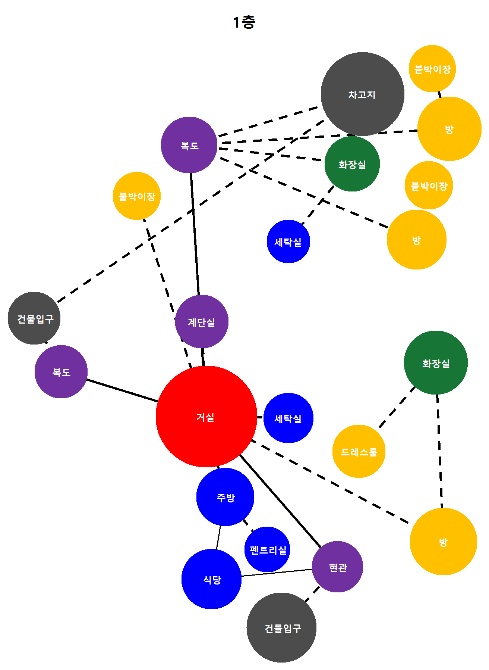 1층
붙박이장
차고지
방
복도
화장실
붙박이장
붙박이장
방
세탁실
건물입구
계단실
화장실
복도
거실
세탁실
드레스룸
주방
방
펜트리실
현관
식당
건물입구